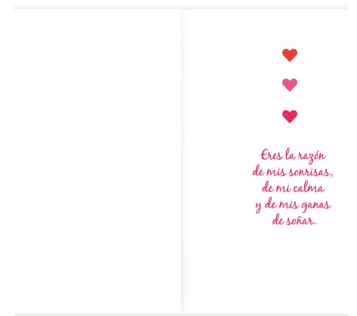 Eres la razón
de mis sonrisas,
de mi calma
y de mis ganas
de soñar.